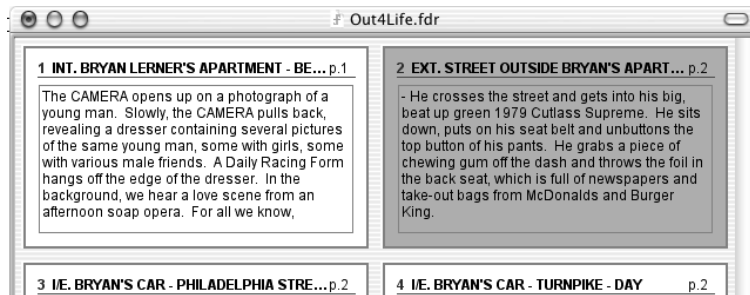 Out4Life.fdr
1 INT. BRYAN LERNER'S APARTMENT - BE... p.1
The CAMERA opens up on a photograph of a
young man. Slowly, the CAMERA pulls back,
revealing a dresser containing several pictures
of the same young man, some with girls, some
with various male friends. A Daily Racing Form
hangs off the edge of the dresser. In the
background, we hear a love scene from an
afternoon soap opera. For all we know,
2 EXT. STREET OUTSIDE BRYAN'S APART... p.2
- He crosses the street and gets into his big,
beat up green 1979 Cutlass Supreme. He sits
down, puts on his seat belt and unbuttons the
top button of his pants. He grabs a piece of
chewing gum off the dash and throws the foil in
the back seat, which is full of newspapers and
take-out bags from McDonalds and Burger
King.
3 I/E. BRYAN'S CAR - PHILADELPHIA STRE... p.2
4 I/E. BRYAN'S CAR - TURNPIKE - DAY p.2